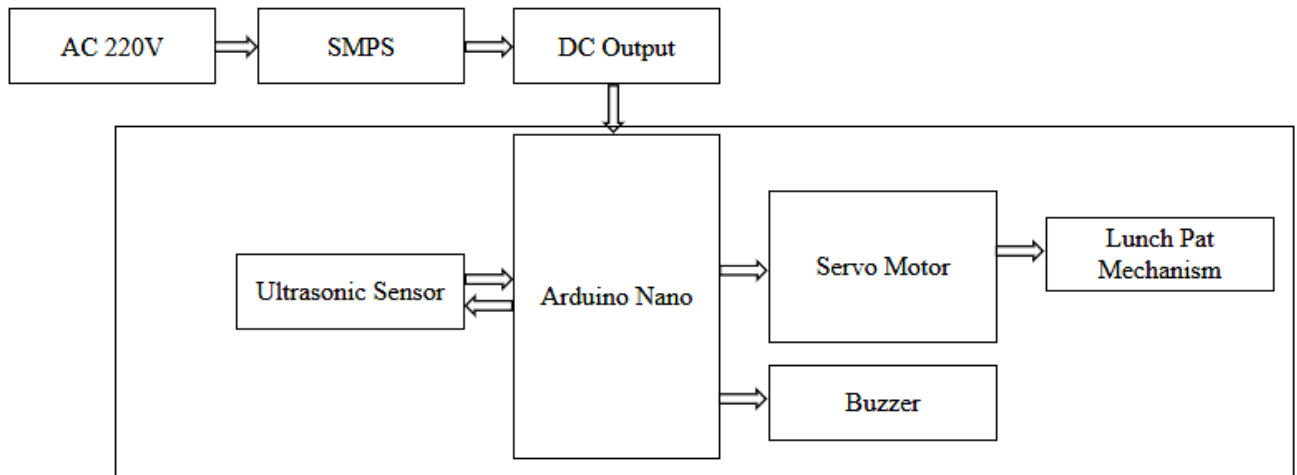 AC 220V
SMPS
DC Output
Ultrasonic Sensor
Arduino Nano
Servo Motor
Lunch Pat
Mechanism
Buzzer